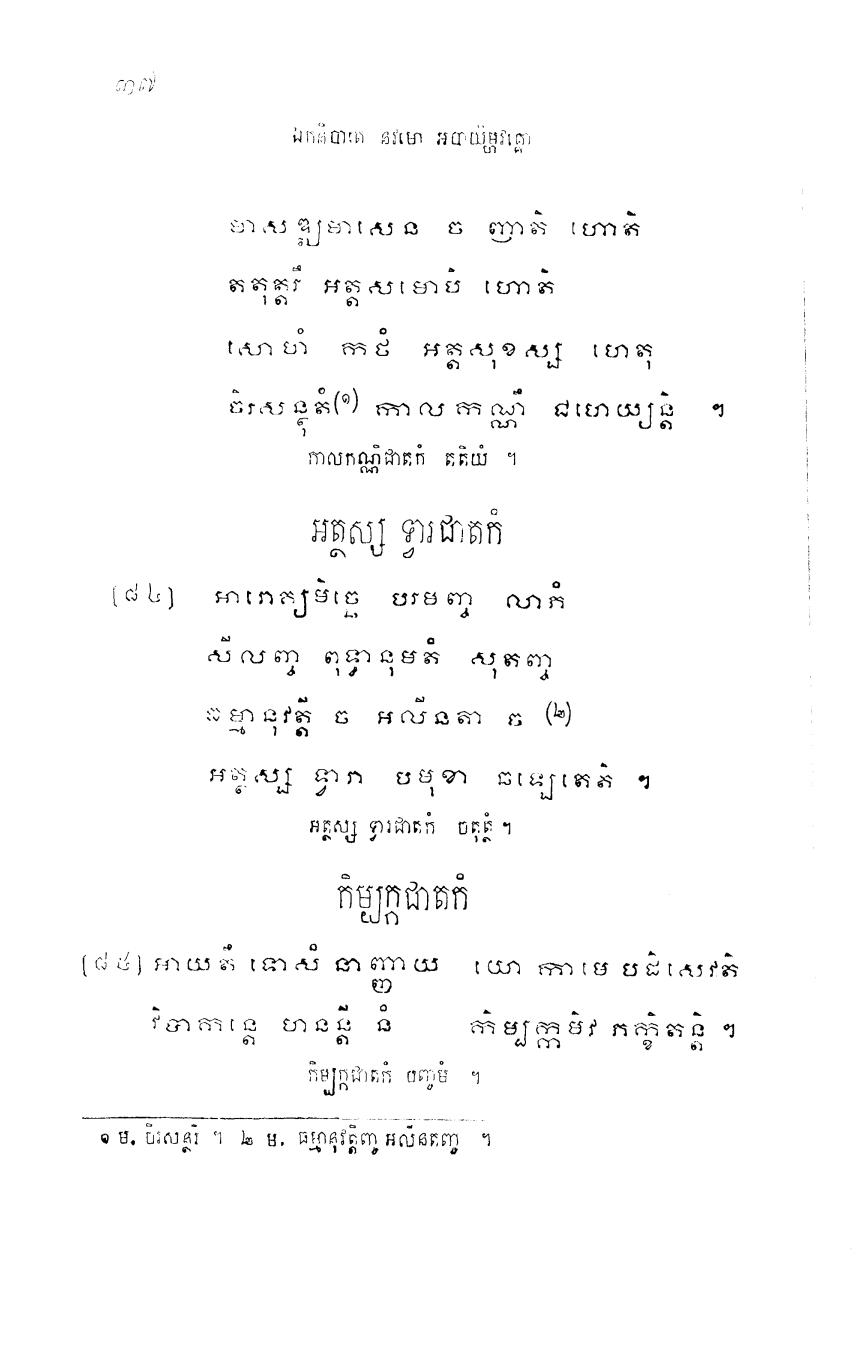 ៣៧
ឯកនិបាតេ នវមោ អបាយិម្ហវគ្គោ
មាសឌ្ឍមាសេន ច ញាតិ ហោតិ
តតុត្តរឹ អត្តសមោបិ ហោតិ
សោហំ កថំ អត្តសុខស្ស ហេតុ
ចិរសន្ថុតំ(១) កាលកណ្ណឹ ជហេយ្យន្តិ ។
កាលកណ្ណិជាតកំ តតិយំ ។
អត្ថស្ស ទ្វារជាតកំ
[៨៤] អារោគ្យមិច្ឆេ បរមញ្ច លាភំ
សីលញ្ច ពុទ្ធានុមតំ សុតញ្ច
ធម្មានុវត្តី ច អលីនតា ច (២)
អត្ថស្ស ទ្វារា បមុខា ឆឡេតេតិ ។
អត្ថស្ស ទ្វារជាតកំ ចតុត្ថំ ។
កិម្បក្កជាតកំ
[៨៥] អាយតឹ ទោសំ នាញ្ញាយ យោ កាមេ បដិសេវតិ
វិបាកន្តេ ហនន្តី នំ កិម្បក្កមិវ ភក្ខិតន្តិ ។
កិម្បក្កជាតកំ បញ្ចមំ ។
១ ម. ចិរសន្ថរិ ។ ២ ម. ធម្មានុវត្តិញ្ច អលីនតញ្ច ។